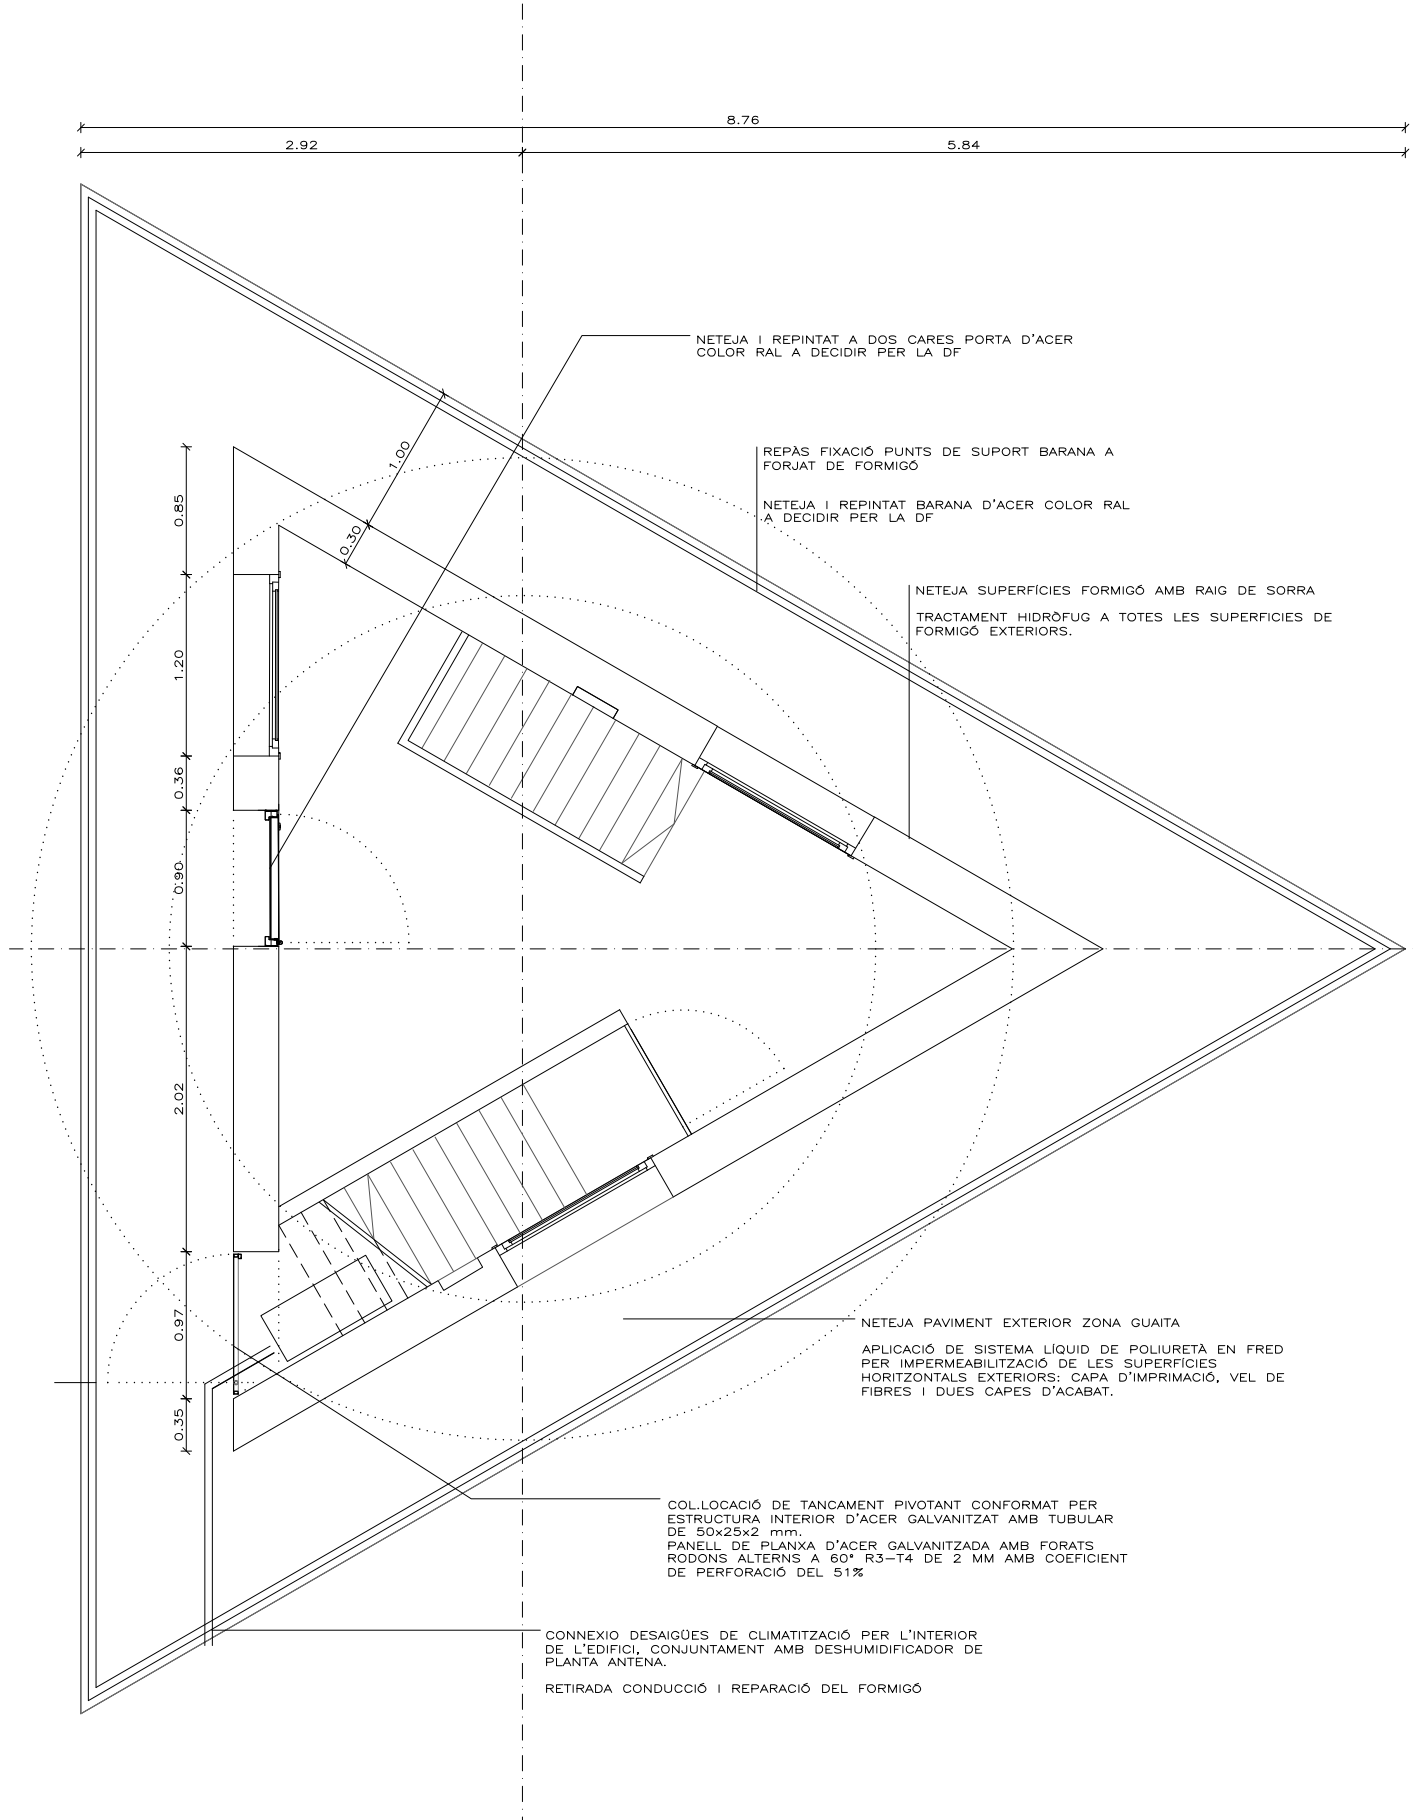 8.76
2.92
5.84
NETEJA I REPINTAT A DOS CARES PORTA D'ACER
COLOR RAL A DECIDIR PER LA DF
1.00
0.30
REPÀS FIXACIÓ PUNTS DE SUPORT BARANA A
FORJAT DE FORMIGÓ
NETEJA I REPINTAT BARANA D'ACER COLOR RAL
A DECIDIR PER LA DF
NETEJA SUPERFÍCIES FORMIGÓ AMB RAIG DE SORRA
TRACTAMENT HIDRÒFUG A TOTES LES SUPERFICIES DE
FORMIGÓ EXTERIORS.
0.85
1.20
0.36
0.90
2.02
0.97
0.35
NETEJA PAVIMENT EXTERIOR ZONA GUAITA
APLICACIÓ DE SISTEMA LÍQUID DE POLIURETÀ EN FRED
PER IMPERMEABILITZACIÓ DE LES SUPERFÍCIES
HORITZONTALS EXTERIORS: CAPA D'IMPRIMACIÓ, VEL DE
FIBRES I DUES CAPES D'ACABAT.
COL.LOCACIÓ DE TANCAMENT PIVOTANT CONFORMAT PER
ESTRUCTURA INTERIOR D'ACER GALVANITZAT AMB TUBULAR
DE 50x25x2 mm.
PANELL DE PLANXA D'ACER GALVANITZADA AMB FORATS
RODONS ALTERNS A 60° R3-T4 DE 2 MM AMB COEFICIENT
DE PERFORACIÓ DEL 51%
CONNEXIO DESAIGÜES DE CLIMATITZACIÓ PER L'INTERIOR
DE L'EDIFICI, CONJUNTAMENT AMB DESHUMIDIFICADOR DE
PLANTA ANTENA.
RETIRADA CONDUCCIÓ I REPARACIÓ DEL FORMIGÓ